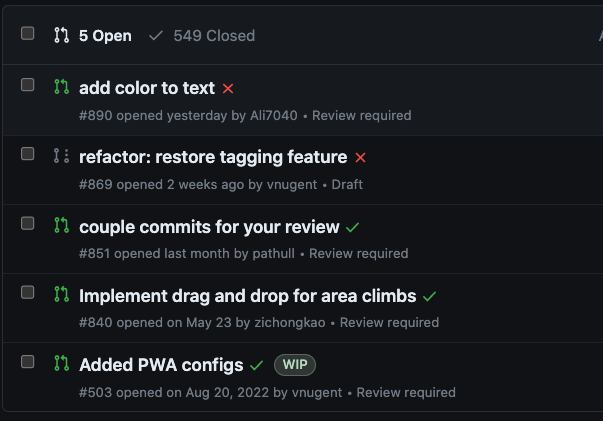 5 Open 549 Closed
add color to text
#890 opened yesterday by Ali7040 • Review required
refactor: restore tagging feature
#869 opened 2 weeks ago by vnugent • Draft
couple commits for your review
#851 opened last month by pathull • Review required
Implement drag and drop for area climbs
#840 opened on May 23 by zichongkao • Review required
Added PWA configs WIP
#503 opened on Aug 20, 2022 by vnugent • Review required